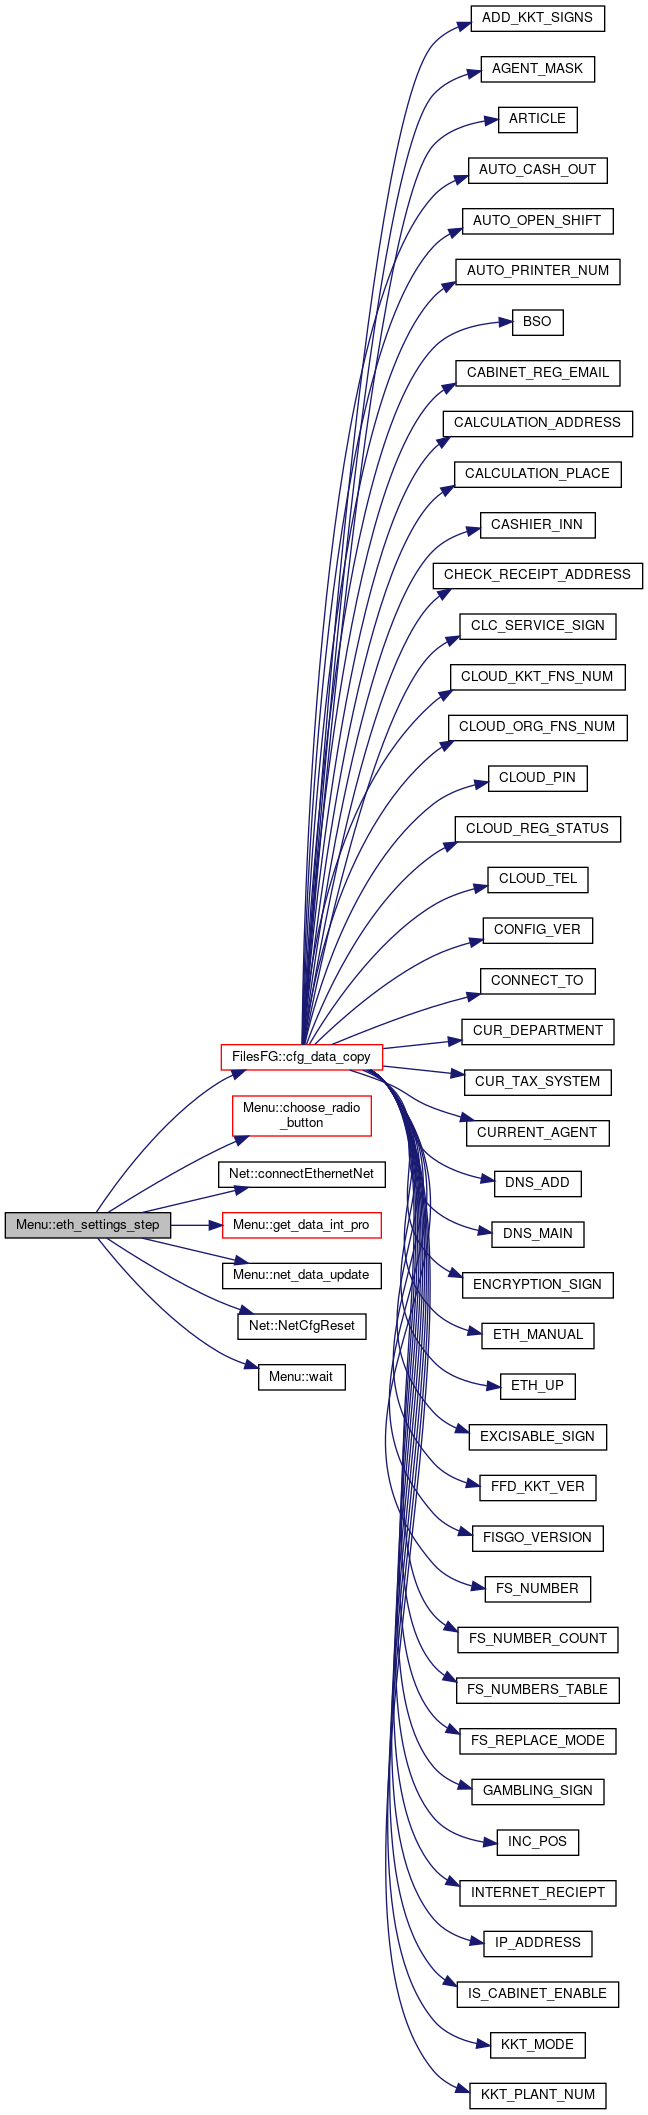 ADD_KKT_SIGNS
AGENT_MASK
ARTICLE
AUTO_CASH_OUT
AUTO_OPEN_SHIFT
AUTO_PRINTER_NUM
BSO
CABINET_REG_EMAIL
CALCULATION_ADDRESS
CALCULATION_PLACE
CASHIER_INN
CHECK_RECEIPT_ADDRESS
CLC_SERVICE_SIGN
CLOUD_KKT_FNS_NUM
CLOUD_ORG_FNS_NUM
CLOUD_PIN
CLOUD_REG_STATUS
CLOUD_TEL
CONFIG_VER
CONNECT_TO
CUR_DEPARTMENT
FilesFG::cfg_data_copy
CUR_TAX_SYSTEM
Menu::choose_radio
_button
CURRENT_AGENT
Net::connectEthernetNet
DNS_ADD
Menu::eth_settings_step
Menu::get_data_int_pro
DNS_MAIN
Menu::net_data_update
ENCRYPTION_SIGN
Net::NetCfgReset
ETH_MANUAL
Menu::wait
ETH_UP
EXCISABLE_SIGN
FFD_KKT_VER
FISGO_VERSION
FS_NUMBER
FS_NUMBER_COUNT
FS_NUMBERS_TABLE
FS_REPLACE_MODE
GAMBLING_SIGN
INC_POS
INTERNET_RECIEPT
IP_ADDRESS
IS_CABINET_ENABLE
KKT_MODE
KKT_PLANT_NUM